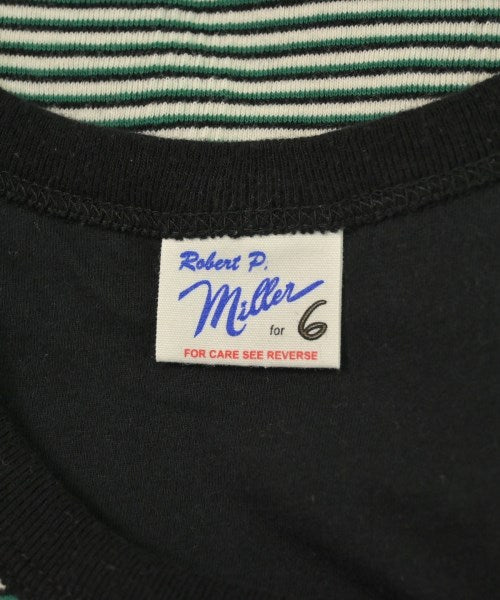 Robert P.
Miller
for 6
FOR CARE SEE REVERSE